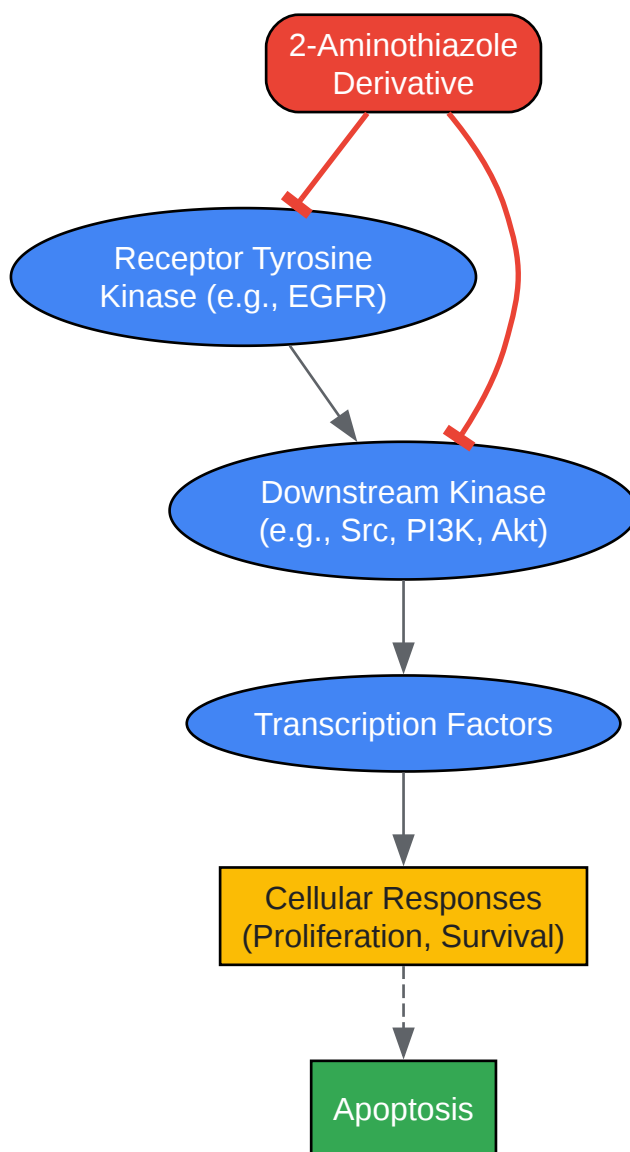 2-Aminothiazole
Derivative
Receptor Tyrosine
Kinase (e.g., EGFR)
Downstream Kinase
(e.g., Src, PI3K, Akt)
Transcription Factors
Cellular Responses
(Proliferation, Survival)
Apoptosis